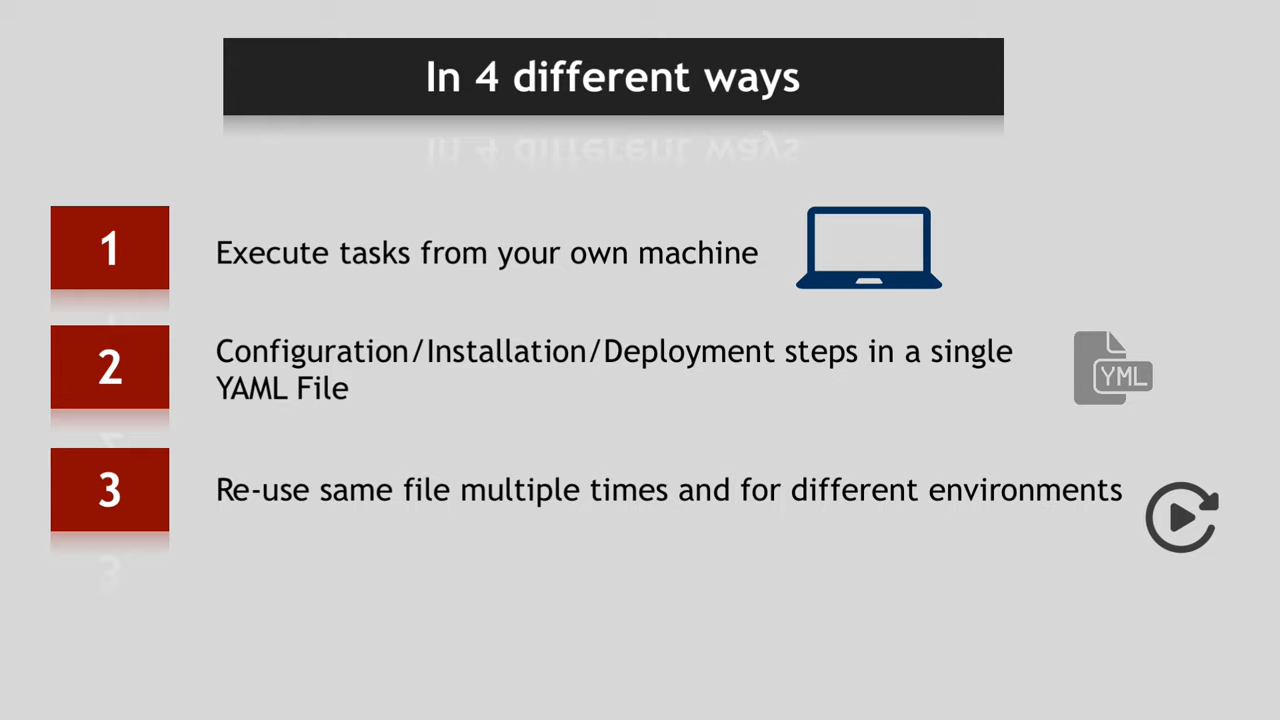 In 4 different ways
1
Execute tasks from your own machine
2
Configuration/Installation/Deployment steps in a single
YAML File
YML
3
Re-use same file multiple times and for different environments